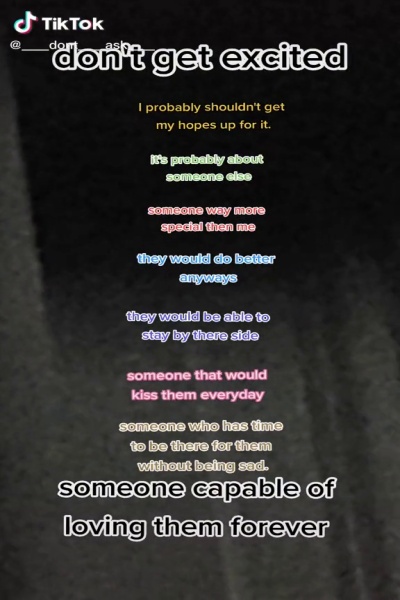 TikTok
@____dont____ask____
don't get excited
I probably shouldn't get
my hopes up for it.
it's probably about
someone else
someone way more
special then me
they would do better
anyways
they would be able to
stay by there side
someone that would
kiss them everyday
someone who has time
to be there for them
without being sad.
someone capable of
loving them forever